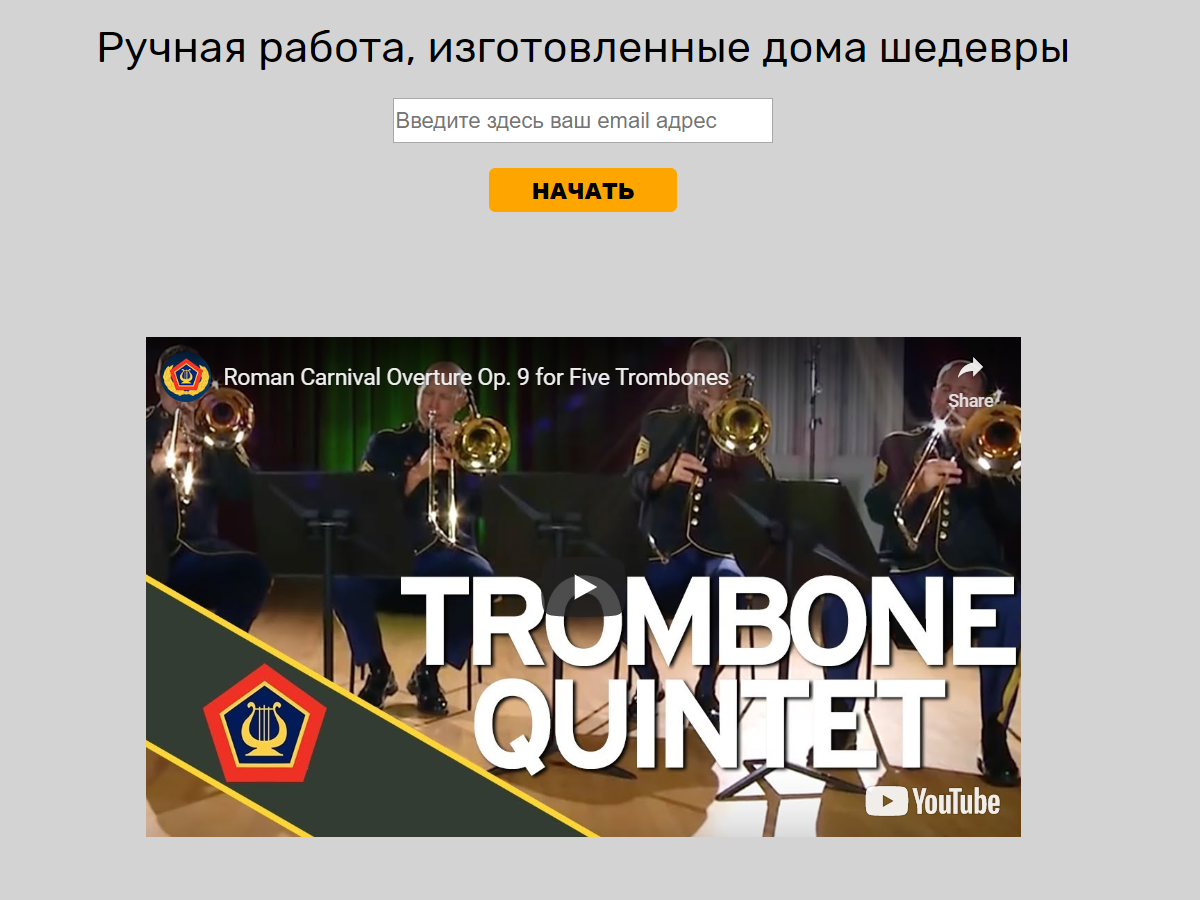 Ручная работа, изготовленные дома шедевры
Введите здесь ваш email адрес
НАЧАТЬ
Roman Carnival Overture Op. 9 for Five Trombones
Share
TROMBONE
QUINTET
YouTube